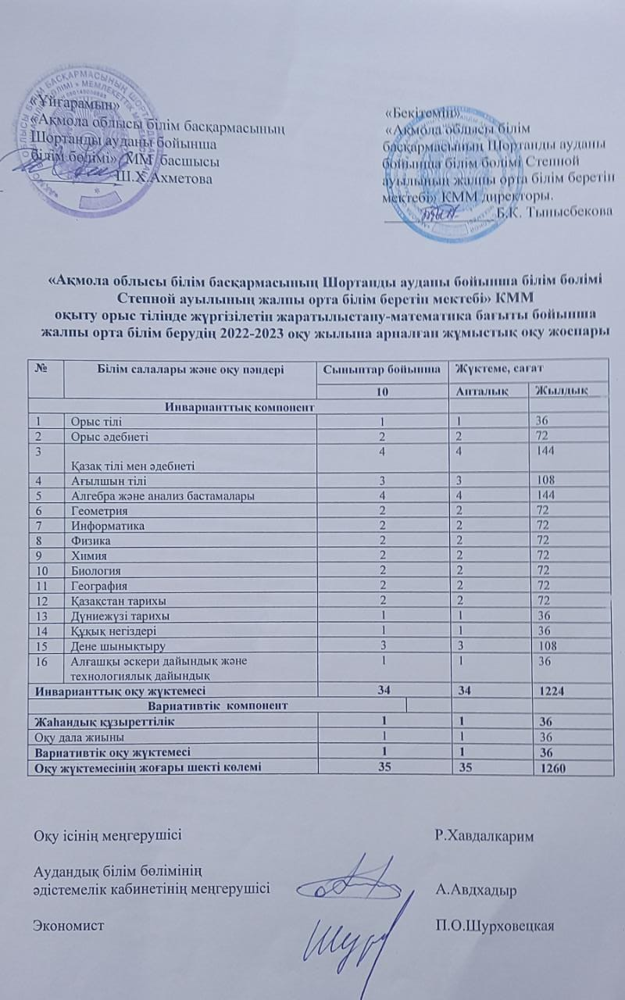 «Ұйғарамын»
«Ақмола облысы білім басқармасының
Шортанды ауданы бойынша
білім бөлімі» ММ басшысы
Ш.Х.Ахметова
«Бекітемін»
«Ақмола облысы білім
басқармасының Шортанды ауданы
бойынша білім бөлімі Степной
ауылының жалпы орта білім беретін
мектебі» КММ директоры.
Б.К. Тынысбекова
«Ақмола облысы білім басқармасының Шортанды ауданы бойынша білім бөлімі
Степной ауылының жалпы орта білім беретін мектебі» КММ
оқыту орыс тілінде жүргізілетін жаратылыстану-математика бағыты бойынша
жалпы орта білім берудің 2022-2023 оқу жылына арналған жұмыстық оқу жоспары
№ Білім салалары және оқу пәндері Сыныптар бойынша Жүктеме, сағат
10 Апталық Жылдық
Инварианттық компонент
1 Орыс тілі 1 1 36
2 Орыс әдебиеті 2 2 72
3 Қазақ тілі мен әдебиеті 4 4 144
4 Ағылшын тілі 3 3 108
5 Алгебра және анализ бастамалары 4 4 144
6 Геометрия 2 2 72
7 Информатика 2 2 72
8 Физика 2 2 72
9 Химия 2 2 72
10 Биология 2 2 72
11 География 2 2 72
12 Қазақстан тарихы 2 2 72
13 Дүниежүзі тарихы 1 1 36
14 Құқық негіздері 1 1 36
15 Дене шынықтыру 3 3 108
16 Алғашқы әскери дайындық және 1 1 36
технологиялық дайындық
Инварианттық оқу жүктемесі 34 34 1224
Вариативтік компонент
Жаһандық құзыреттілік 1 1 36
Оқу дала жиыны 1 1 36
Вариативтік оқу жүктемесі 1 1 36
Оқу жүктемесінің жоғары шекті көлемі 35 35 1260
Оқу ісінің меңгерушісі Р.Хавдалкарим
Аудандық білім бөлімінің
әдістемелік кабинетінің меңгерушісі А.Авдхадыр
Экономист П.О.Шурховецкая